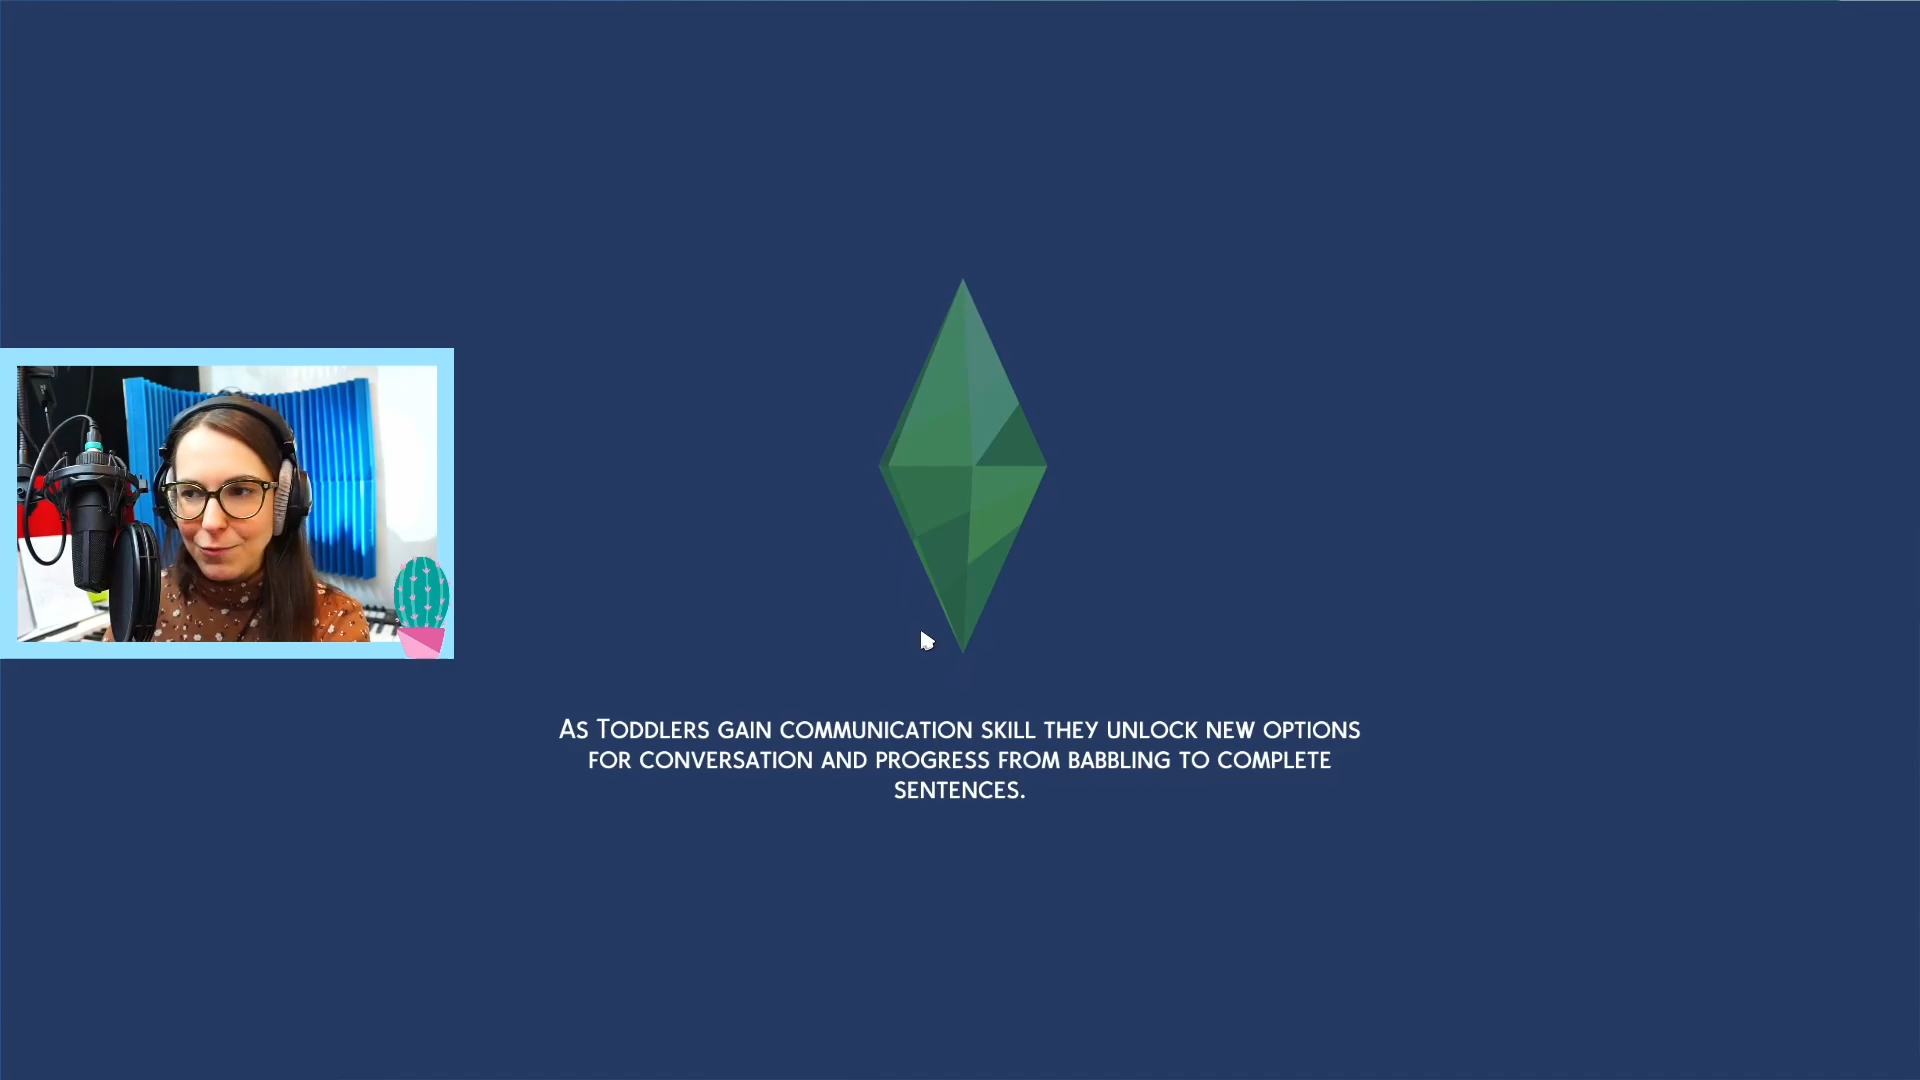 As Toddlers gain communication skill they unlock new options
for conversation and progress from babbling to complete
sentences.